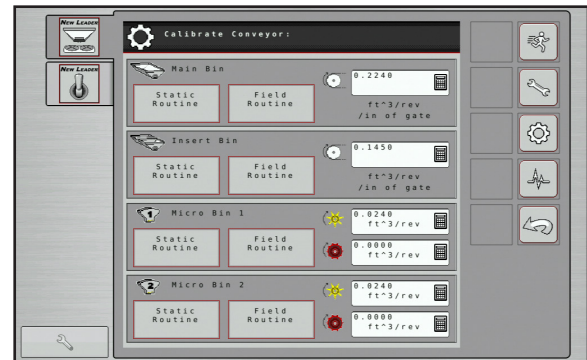 NEW LEADER
NEW LEADER
Calibrate Conveyor:
Main Bin
Static
Routine
Field
Routine
0.2240
ft^3/rev
/in of gate
Insert Bin
Static
Routine
Field
Routine
0.1450
ft^3/rev
/in of gate
1
Micro Bin 1
Static
Routine
Field
Routine
0.0240
ft^3/rev
0.0000
ft^3/rev
2
Micro Bin 2
Static
Routine
Field
Routine
0.0240
ft^3/rev
0.0000
ft^3/rev